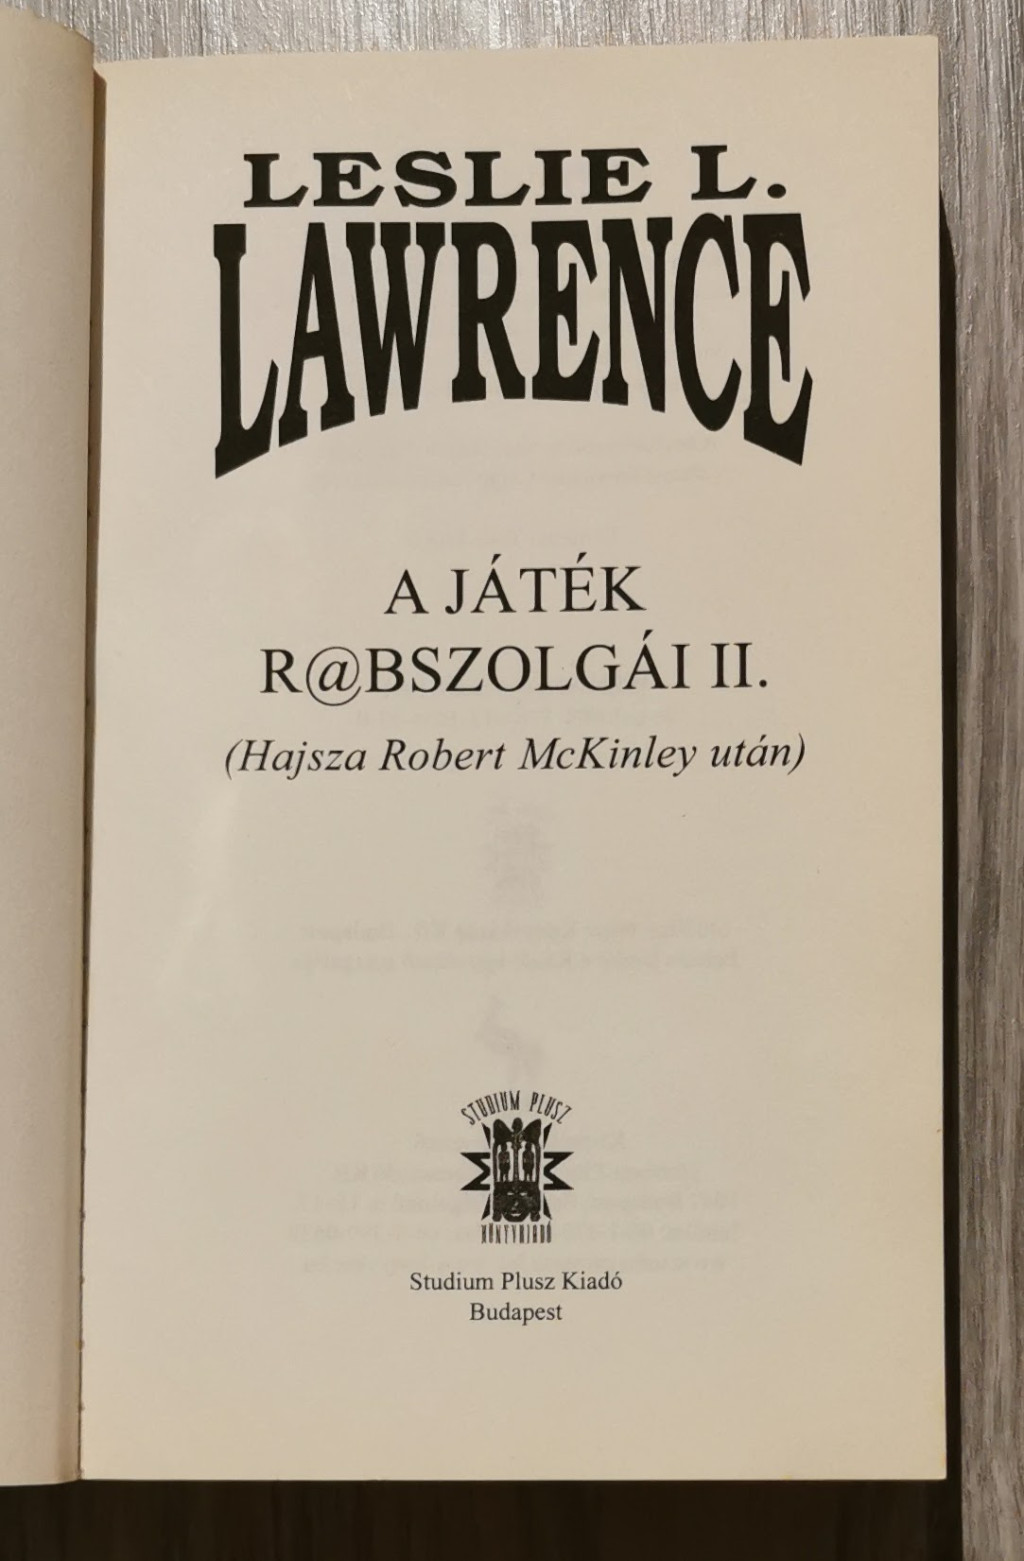 LESLIE L.
LAWRENCE
A JÁTÉK
R@BSZOLGÁI II.
(Hajsza Robert McKinley után)
STUDIUM PLUSZ
KÖNYVKIADÓ
Studium Plusz Kiadó
Budapest